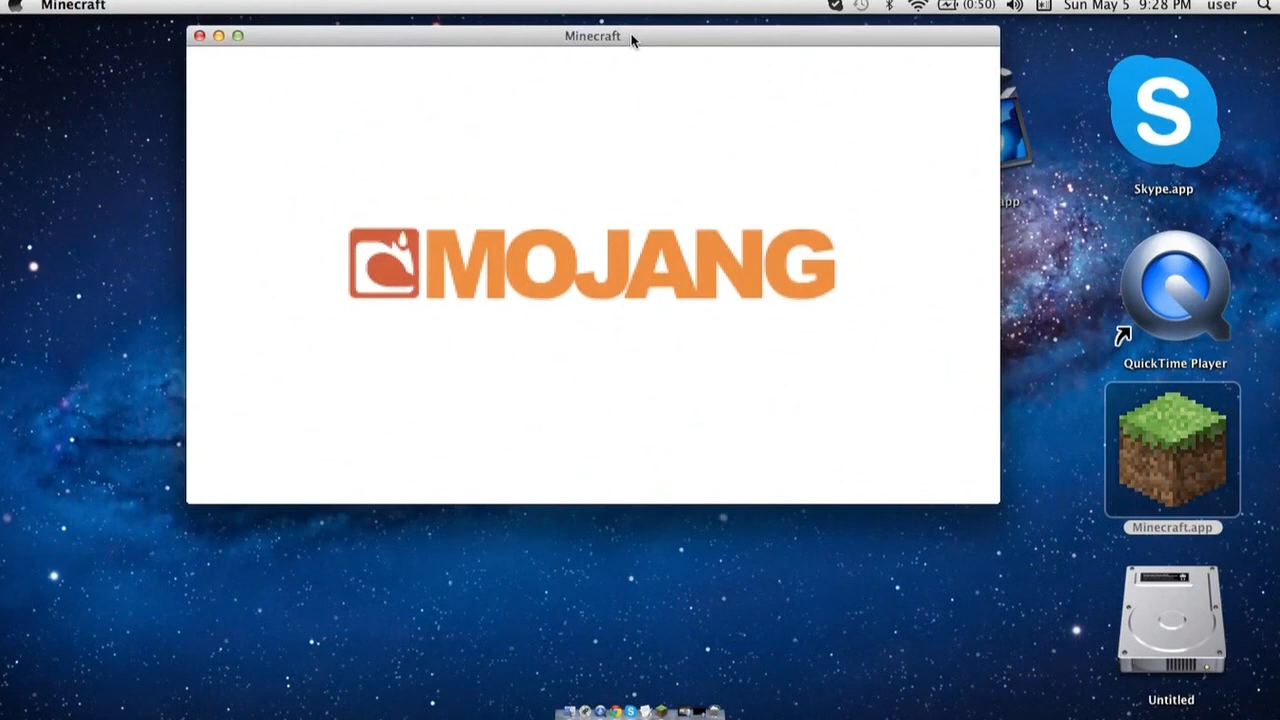 Minecraft
(0:50)
Sun May 5 9:28 PM
user
Minecraft
MOJANG
app
S
Skype.app
QuickTime Player
Minecraft.app
Untitled